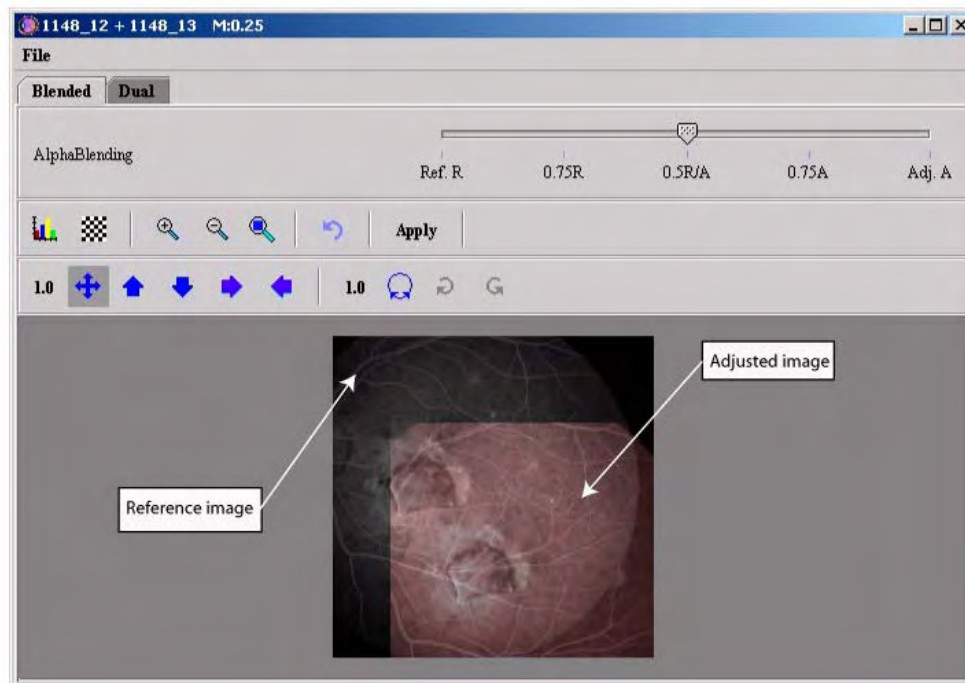 1148_12 + 1148_13 M:0.25
File
Blended Dual
AlphaBlending
Ref. R 0.75R 0.5R/A 0.75A Adj. A
Apply
1.0 1.0
Adjusted image
Reference image